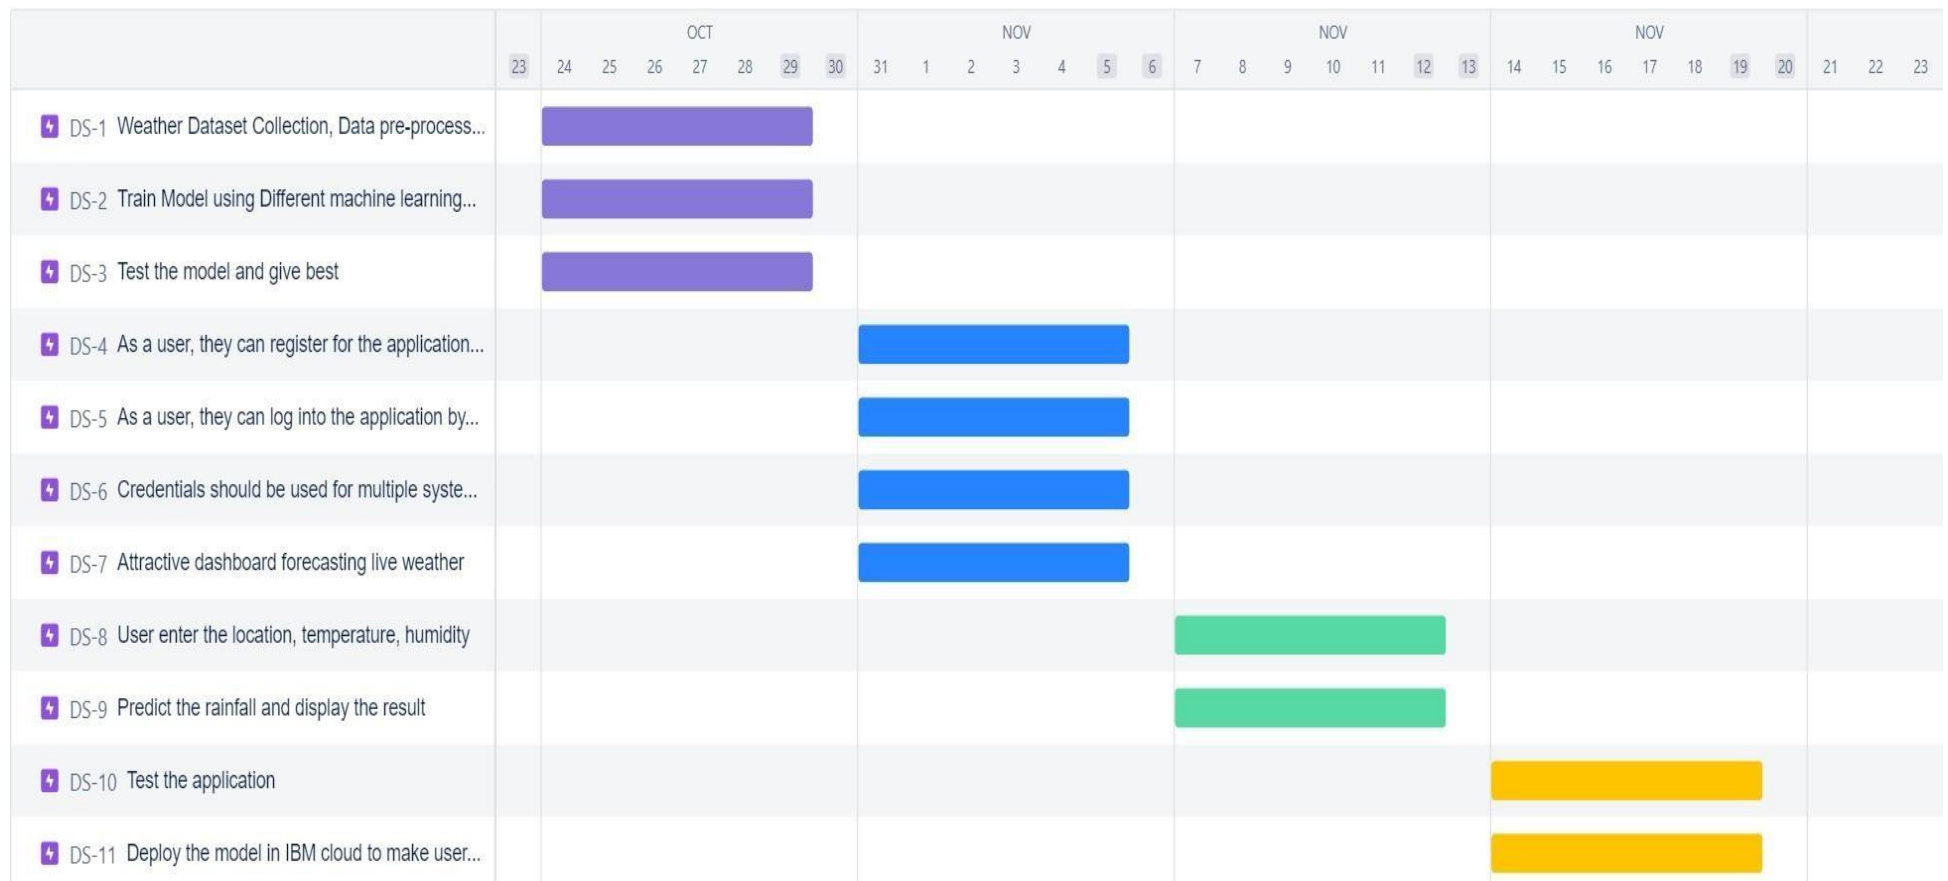 OCT NOV NOV NOV
23 24 25 26 27 28 29 30 31 1 2 3 4 5 6 7 8 9 10 11 12 13 14 15 16 17 18 19 20 21 22 23
DS-1 Weather Dataset Collection, Data pre-process...
DS-2 Train Model using Different machine learning...
DS-3 Test the model and give best
DS-4 As a user, they can register for the application...
DS-5 As a user, they can log into the application by...
DS-6 Credentials should be used for multiple syste...
DS-7 Attractive dashboard forecasting live weather
DS-8 User enter the location, temperature, humidity
DS-9 Predict the rainfall and display the result
DS-10 Test the application
DS-11 Deploy the model in IBM cloud to make user...